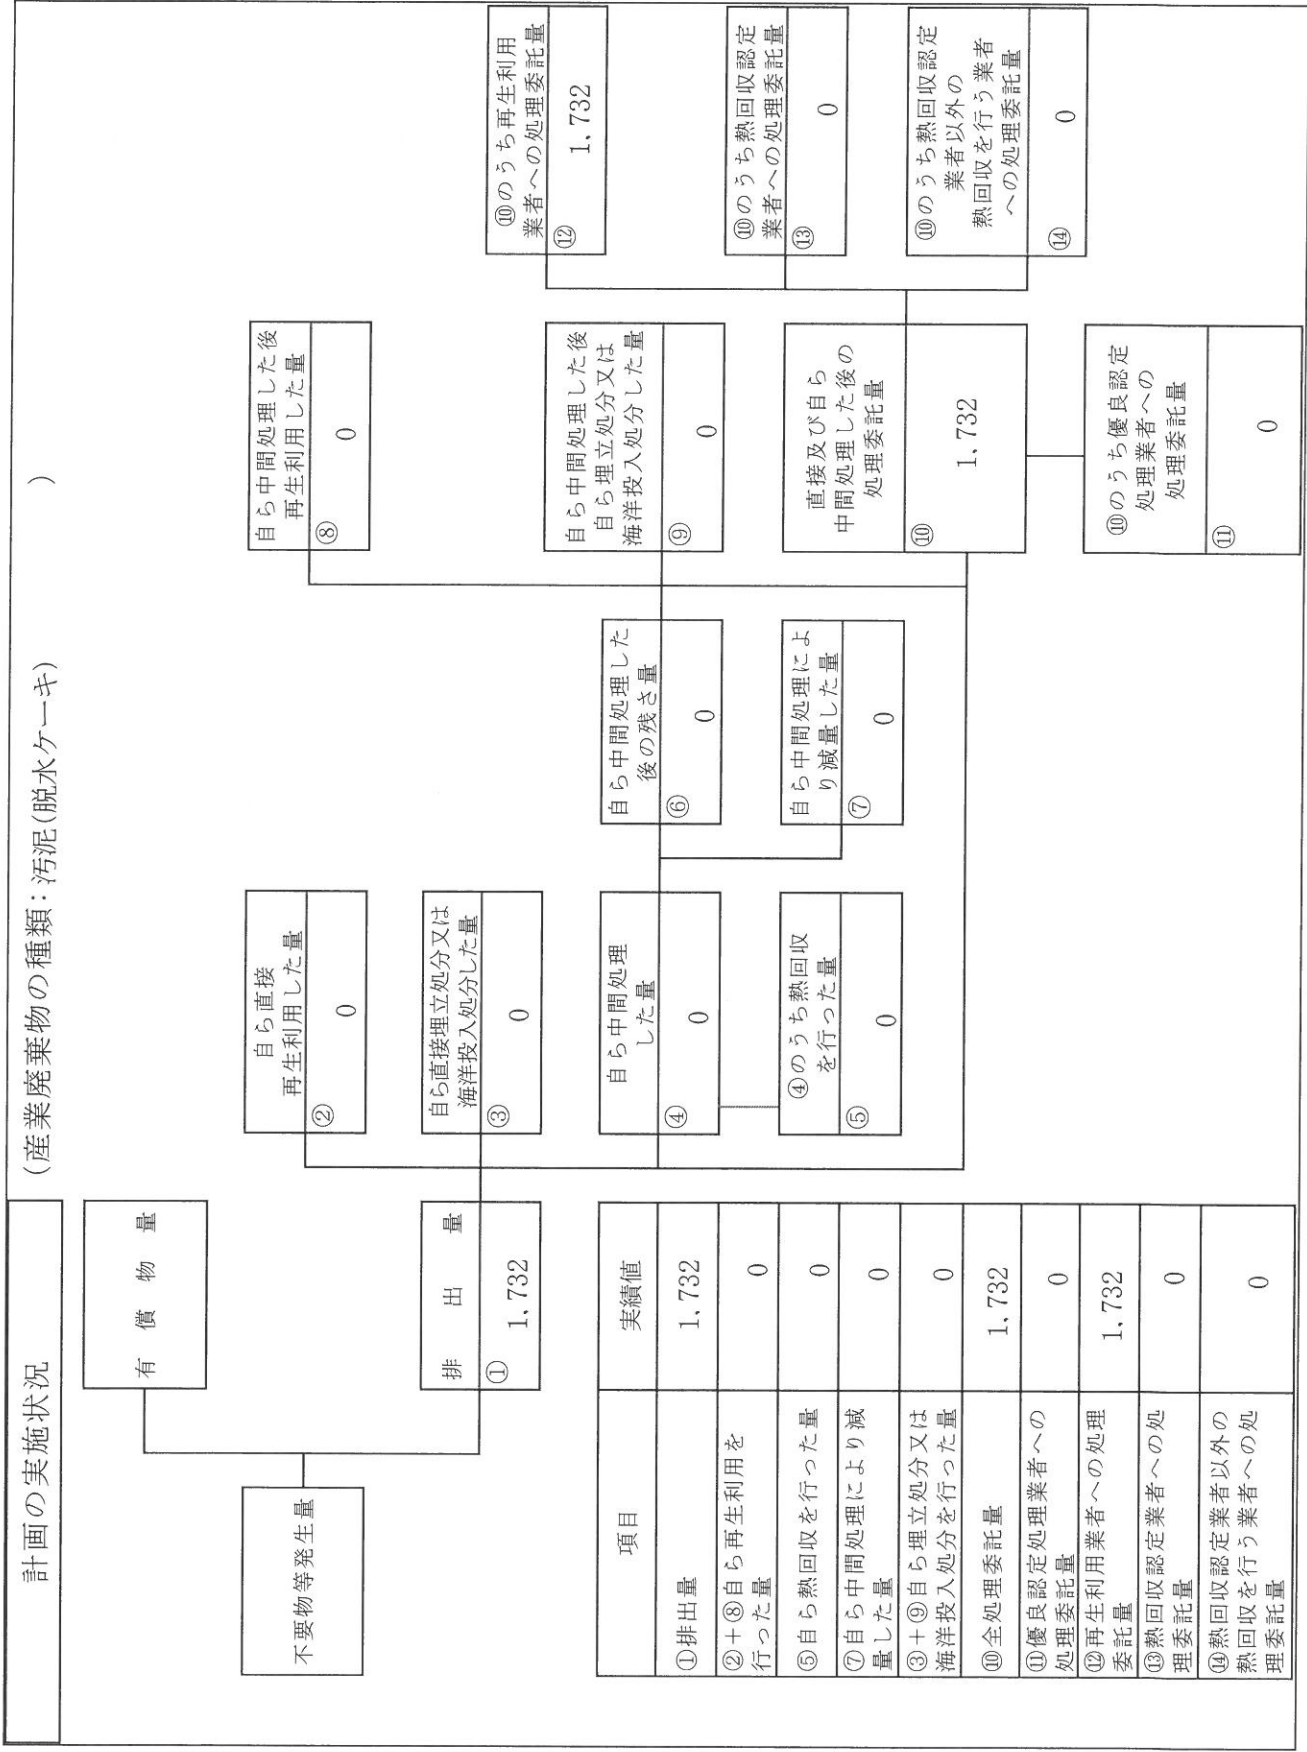 計画の実施状況
(産業廃棄物の種類：汚泥(脱水ケーキ)　　)
不要物等発生量
有償物量
排出量
① 1,732
自ら直接
再生利用した量
② 0
自ら直接埋立処分又は
海洋投入処分した量
③ 0
自ら中間処理
した量
④ 0
④のうち熱回収
を行った量
⑤ 0
自ら中間処理した
後の残さ量
⑥ 0
自ら中間処理によ
り減量した量
⑦ 0
自ら中間処理した後
再生利用した量
⑧ 0
自ら中間処理した後
自ら埋立処分又は
海洋投入処分した量
⑨ 0
直接及び自ら
中間処理した後の
処理委託量
⑩ 1,732
⑩のうち優良認定
処理業者への
処理委託量
⑪ 0
⑩のうち再生利用
業者への処理委託量
⑫ 1,732
⑩のうち熱回収認定
業者への処理委託量
⑬ 0
⑩のうち熱回収認定
業者以外の
熱回収を行う業者
への処理委託量
⑭ 0
項目 実績値
①排出量 1,732
②＋⑧自ら再生利用を
行った量 0
⑤自ら熱回収を行った量 0
⑦自ら中間処理により減
量した量 0
③＋⑨自ら埋立処分又は
海洋投入処分を行った量 0
⑩全処理委託量 1,732
⑪優良認定処理業者への
処理委託量 0
⑫再生利用業者への処理
委託量 1,732
⑬熱回収認定業者への処
理委託量 0
⑭熱回収認定業者以外の
熱回収を行う業者への処
理委託量 0